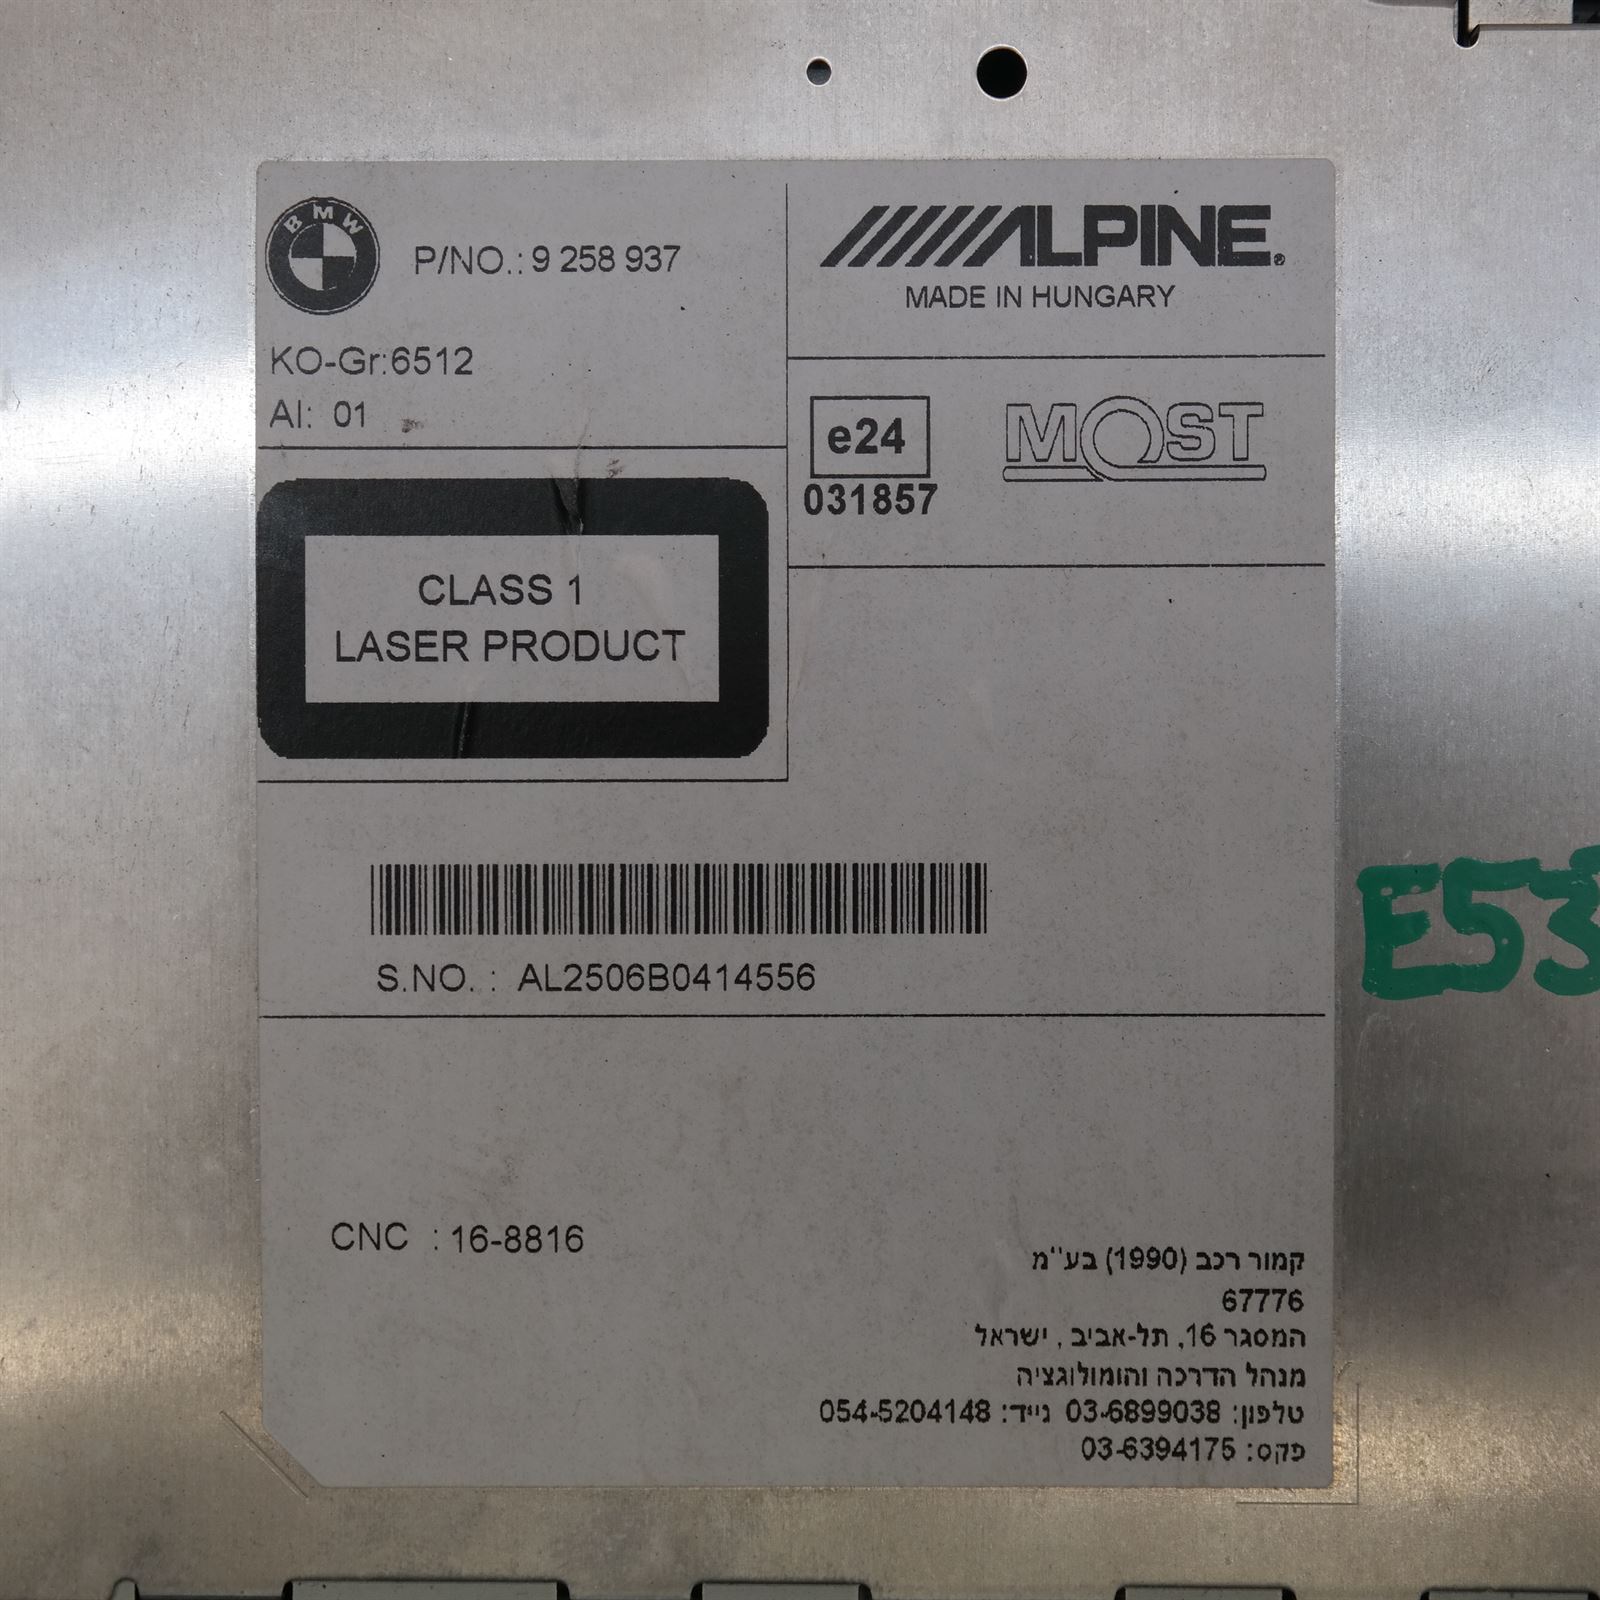 BMW
P/NO.: 9 258 937
KO-Gr:6512
AI: 01
ALPINE®
MADE IN HUNGARY
e24
031857
MOST
CLASS 1
LASER PRODUCT
S.NO. : AL2506B0414556
E53
CNC : 16-8816
קמור רכב (1990) בע''מ
67776
המסגר 16, תל-אביב, ישראל
מנהל הדרכה והומולוגציה
טלפון: 03-6899038 נייד: 054-5204148
פקס: 03-6394175